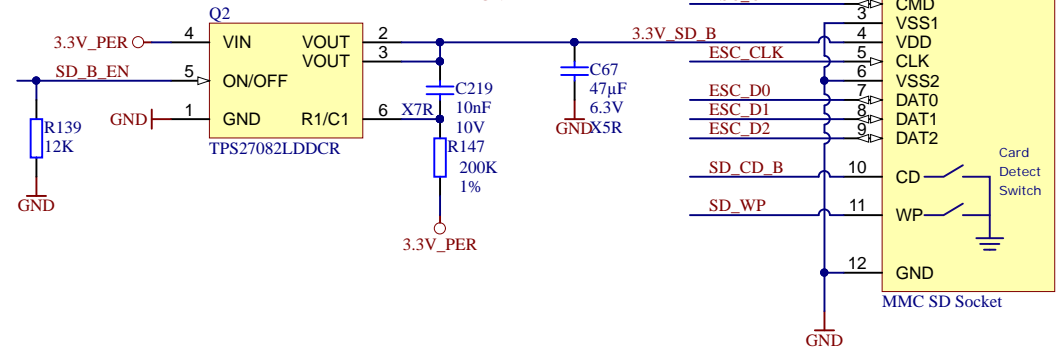 Q2
3.3V_PER
4
VIN
VOUT
2
VOUT
3
SD_B_EN
5
ON/OFF
GND
1
GND
R1/C1
6
X7R
TPS27082LDDCR
R139
12K
GND
C219
10nF
10V
R147
200K
1%
3.3V_PER
C67
47µF
6.3V
X5R
GND
3.3V_SD_B
ESC_CLK
ESC_D0
ESC_D1
ESC_D2
SD_CD_B
SD_WP
CMD
3
VSS1
4
VDD
5
CLK
6
VSS2
7
DAT0
8
DAT1
9
DAT2
10
CD
11
WP
12
GND
Card
Detect
Switch
MMC SD Socket
GND